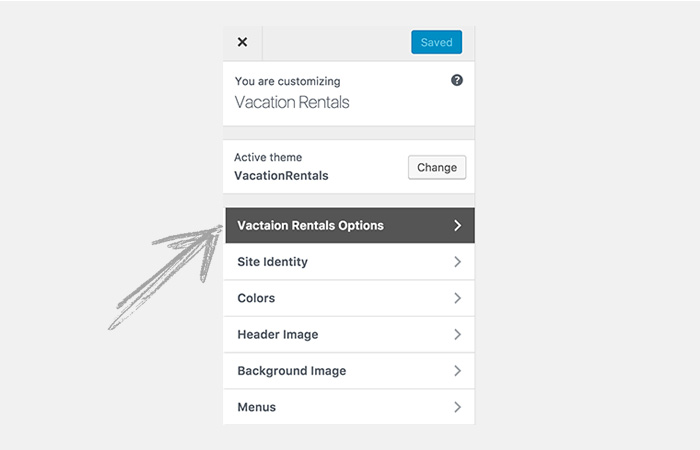 Saved
You are customizing
Vacation Rentals
Active theme
VacationRentals
Change
Vactaion Rentals Options
Site Identity
Colors
Header Image
Background Image
Menus